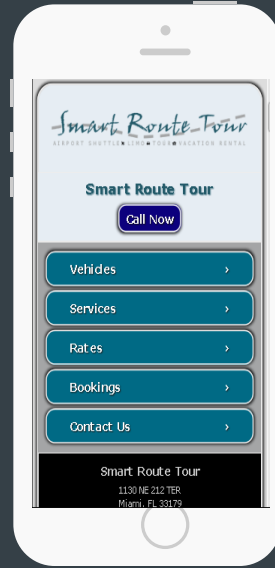 Smart Route Tour
AIRPORT SHUTTLE LIMO TOUR VACATION RENTAL
Smart Route Tour
Call Now
Vehicles ›
Services ›
Rates ›
Bookings ›
Contact Us ›
Smart Route Tour
1130 NE 212 TER
Miami, FL 33179